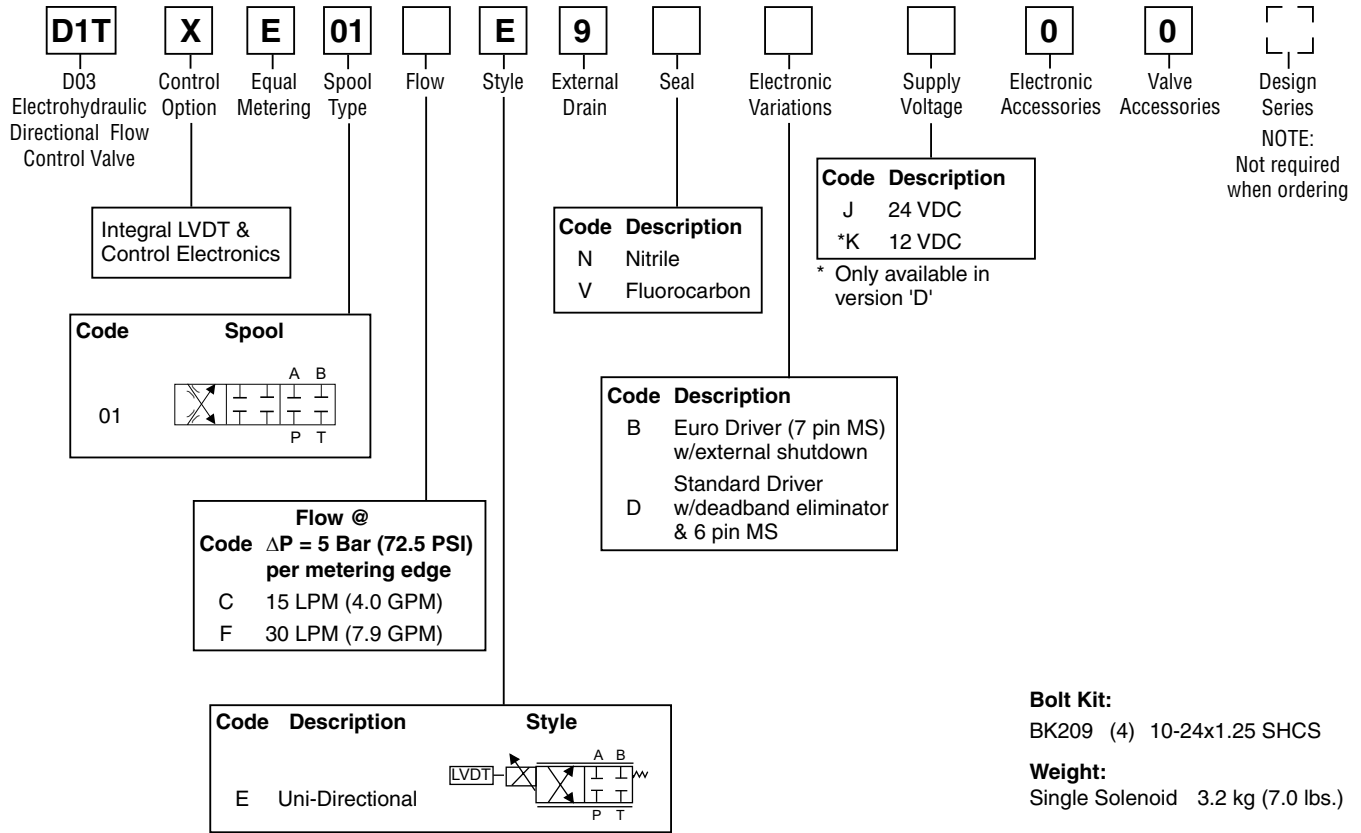 D1T X E 01 E 9 0 0
D03
Electrohydraulic
Directional Flow
Control Valve
Control
Option
Equal
Metering
Spool
Type
Flow
Style
External
Drain
Seal
Electronic
Variations
Supply
Voltage
Electronic
Accessories
Valve
Accessories
Design
Series
NOTE:
Not required
when ordering
Integral LVDT &
Control Electronics
Code Spool
A B
01
P T
Flow @
Code ΔP = 5 Bar (72.5 PSI)
per metering edge
C 15 LPM (4.0 GPM)
F 30 LPM (7.9 GPM)
Code Description Style
A B
LVDT
E Uni-Directional
P T
Code Description
N Nitrile
V Fluorocarbon
Code Description
B Euro Driver (7 pin MS)
w/external shutdown
Standard Driver
D w/deadband eliminator
& 6 pin MS
Code Description
J 24 VDC
*K 12 VDC
* Only available in
version 'D'
Bolt Kit:
BK209 (4) 10-24x1.25 SHCS
Weight:
Single Solenoid 3.2 kg (7.0 lbs.)